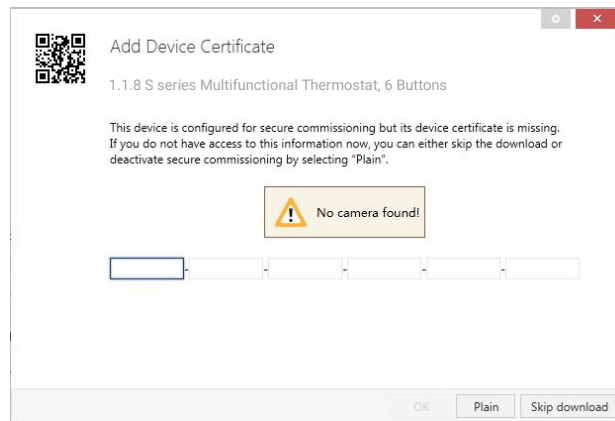 Add Device Certificate
1.1.8 S series Multifunctional Thermostat, 6 Buttons
This device is configured for secure commissioning but its device certificate is missing.
If you do not have access to this information now, you can either skip the download or
deactivate secure commissioning by selecting "Plain".
No camera found!
- - - - -
OK Plain Skip download